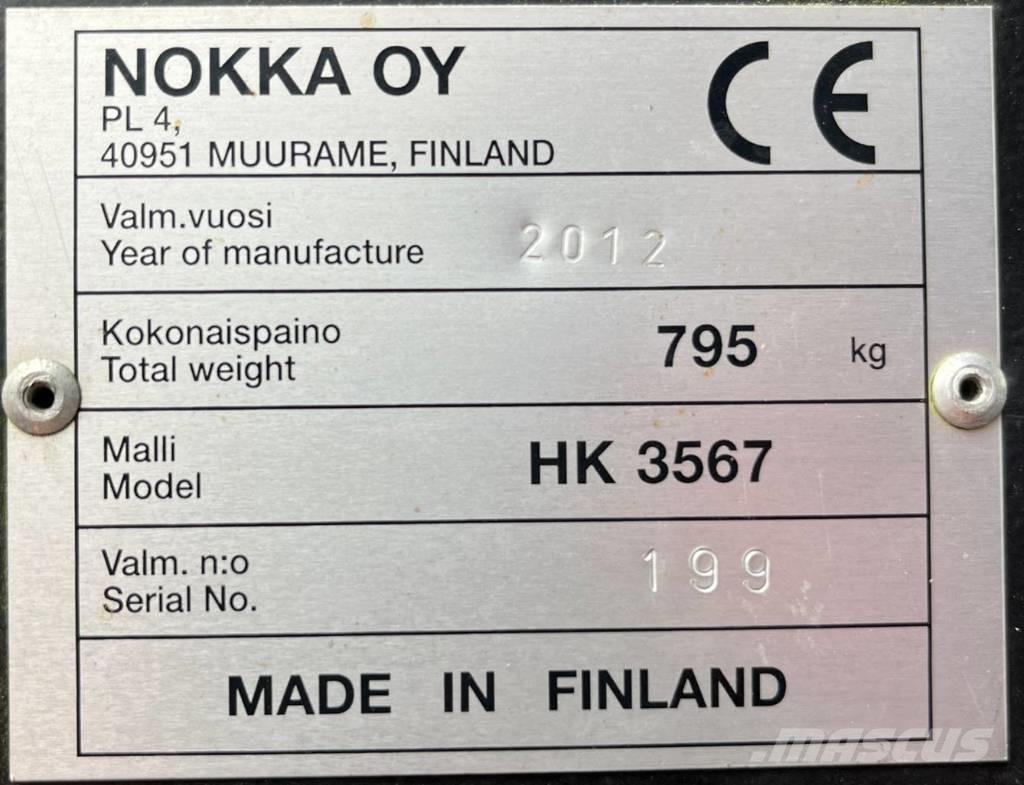 NOKKA OY
PL 4,
40951 MUURAME, FINLAND
CE
Valm.vuosi
Year of manufacture 2012
Kokonaispaino
Total weight 795 kg
Malli
Model HK 3567
Valm. n:o
Serial No. 199
MADE IN FINLAND
mascus